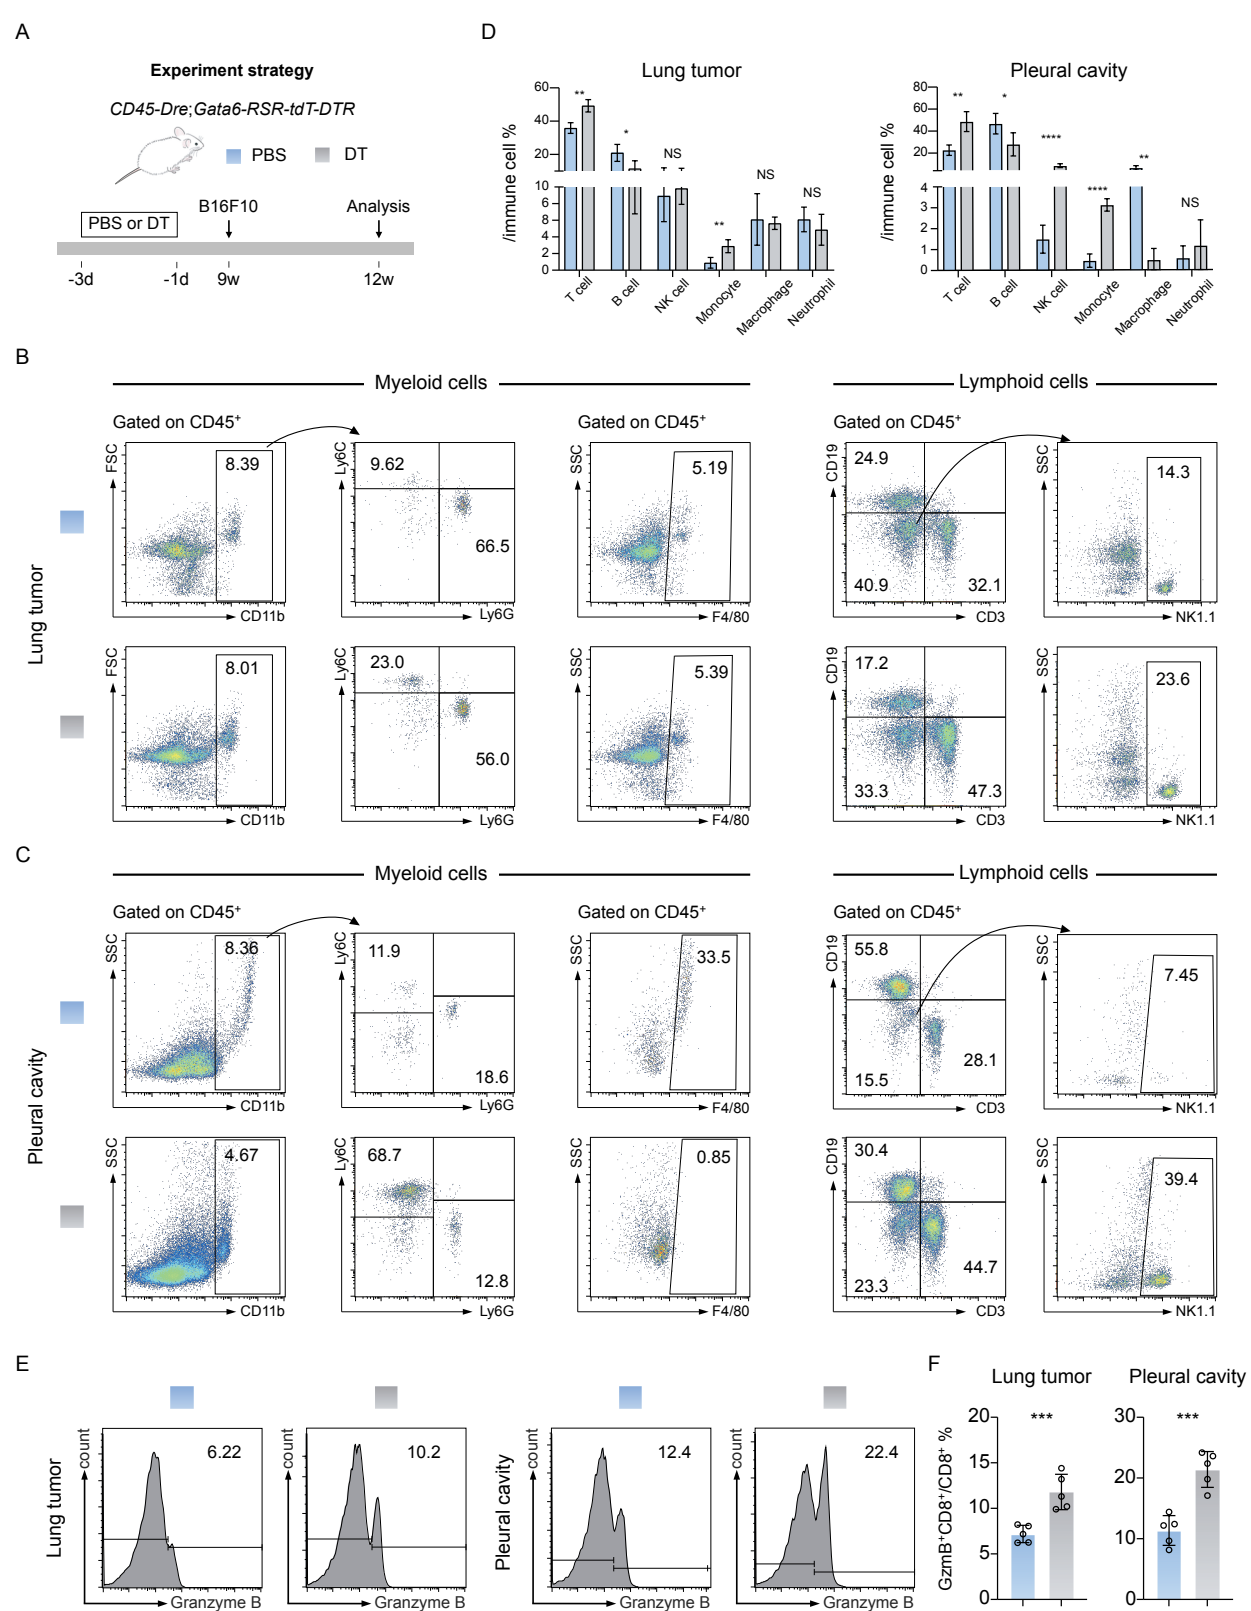 A
Experiment strategy
CD45-Dre;Gata6-RSR-tdT-DTR
PBS
DT
PBS or DT
B16F10
Analysis
-3d
-1d
9w
12w
D
Lung tumor
/immune cell %
60
40
20
10
8
6
4
2
0
**
*
NS
**
NS
NS
T cell
B cell
NK cell
Monocyte
Macrophage
Neutrophil
Pleural cavity
/immune cell %
80
60
40
20
4
3
2
1
0
**
*
****
****
**
NS
T cell
B cell
NK cell
Monocyte
Macrophage
Neutrophil
B
Myeloid cells
Lymphoid cells
Gated on CD45+
Gated on CD45+
Gated on CD45+
Lung tumor
FSC
8.39
CD11b
Ly6C
9.62
66.5
Ly6G
SSC
5.19
F4/80
CD19
24.9
40.9
32.1
CD3
SSC
14.3
NK1.1
FSC
8.01
CD11b
Ly6C
23.0
56.0
Ly6G
SSC
5.39
F4/80
CD19
17.2
33.3
47.3
CD3
SSC
23.6
NK1.1
C
Myeloid cells
Lymphoid cells
Gated on CD45+
Gated on CD45+
Gated on CD45+
Pleural cavity
SSC
8.36
CD11b
Ly6C
11.9
18.6
Ly6G
SSC
33.5
F4/80
CD19
55.8
15.5
28.1
CD3
SSC
7.45
NK1.1
SSC
4.67
CD11b
Ly6C
68.7
12.8
Ly6G
SSC
0.85
F4/80
CD19
30.4
23.3
44.7
CD3
SSC
39.4
NK1.1
E
Lung tumor
count
6.22
Granzyme B
count
10.2
Granzyme B
Pleural cavity
count
12.4
Granzyme B
count
22.4
Granzyme B
F
Lung tumor
GzmB+CD8+/CD8+ %
20
15
10
5
0
***
Pleural cavity
30
20
10
0
***